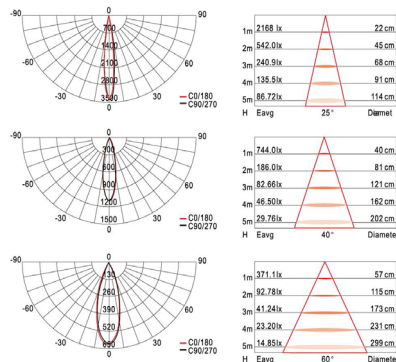 0
-90
90
700
1400
-60
60
2100
2800
-30
30
3500
0
C0/180
C90/270
1m 2168 lx 22 cm
2m 542.0lx 45 cm
3m 240.9lx 68 cm
4m 135.5lx 91 cm
5m 86.72lx 114 cm
H Eavg 25° Diamet
0
-90
90
300
600
-60
60
900
1200
-30
30
1500
0
C0/180
C90/270
1m 744.0lx 40 cm
2m 186.0lx 81 cm
3m 82.66lx 121 cm
4m 46.50lx 162 cm
5m 29.76lx 202 cm
H Eavg 40° Diamete
0
-90
90
130
260
-60
60
390
520
-30
30
690
0
C0/180
C90/270
1m 371.1lx 57 cm
2m 92.78lx 115 cm
3m 41.24lx 173 cm
4m 23.20lx 231 cm
5m 14.85lx 299 cm
H Eavg 60° Diamete